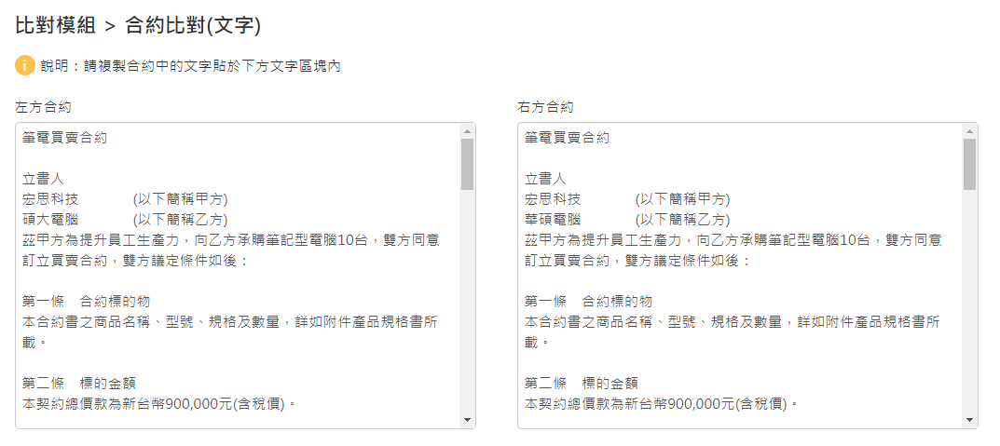 比對模組 > 合約比對(文字)
i 說明：請複製合約中的文字貼於下方文字區塊內
左方合約
筆電買賣合約
立書人
宏思科技 (以下簡稱甲方)
碩大電腦 (以下簡稱乙方)
茲甲方為提升員工生產力，向乙方承購筆記型電腦10台，雙方同意
訂立買賣合約，雙方議定條件如後：
第一條 合約標的物
本合約書之商品名稱、型號、規格及數量，詳如附件產品規格書所
載。
第二條 標的金額
本契約總價款為新台幣900,000元(含稅價)。
右方合約
筆電買賣合約
立書人
宏思科技 (以下簡稱甲方)
華碩電腦 (以下簡稱乙方)
茲甲方為提升員工生產力，向乙方承購筆記型電腦10台，雙方同意
訂立買賣合約，雙方議定條件如後：
第一條 合約標的物
本合約書之商品名稱、型號、規格及數量，詳如附件產品規格書所
載。
第二條 標的金額
本契約總價款為新台幣900,000元(含稅價)。